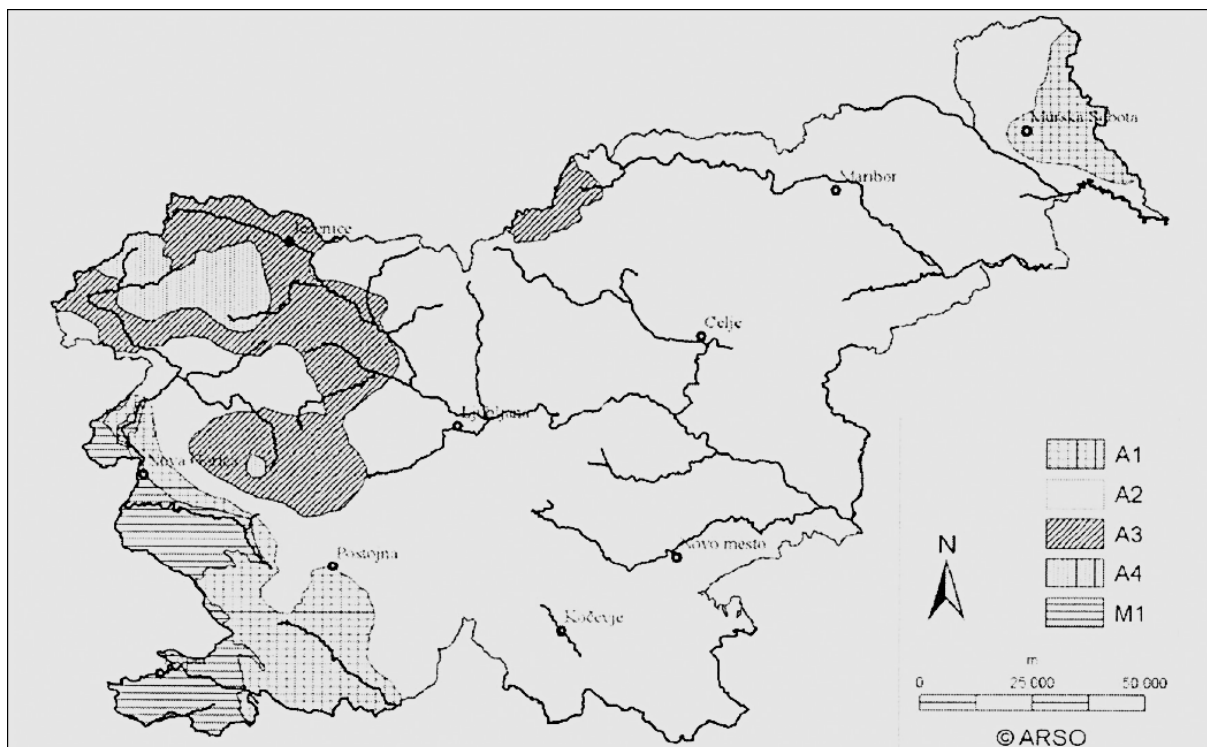 Murska Sobota
Maribor
Jesenice
Celje
Ljubljana
Nova Gorica
Postojna
Novo mesto
Kočevje
A1
A2
A3
A4
M1
N
m
0 25 000 50 000
© ARSO